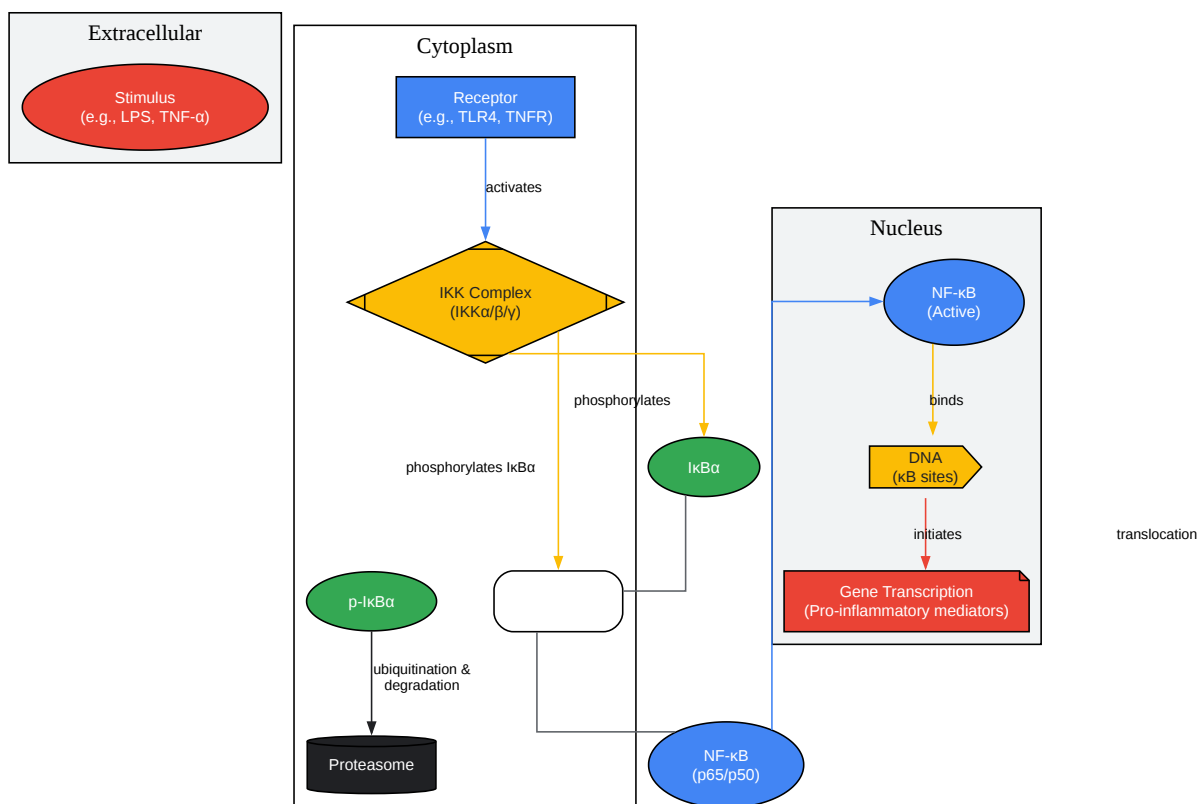 Extracellular
Stimulus
(e.g., LPS, TNF-α)
Cytoplasm
Receptor
(e.g., TLR4, TNFR)
activates
IKK Complex
(IKKα/β/γ)
phosphorylates
phosphorylates IκBα
IκBα
p-IκBα
ubiquitination &
degradation
Proteasome
NF-κB
(p65/p50)
Nucleus
NF-κB
(Active)
binds
DNA
(κB sites)
initiates
Gene Transcription
(Pro-inflammatory mediators)
translocation